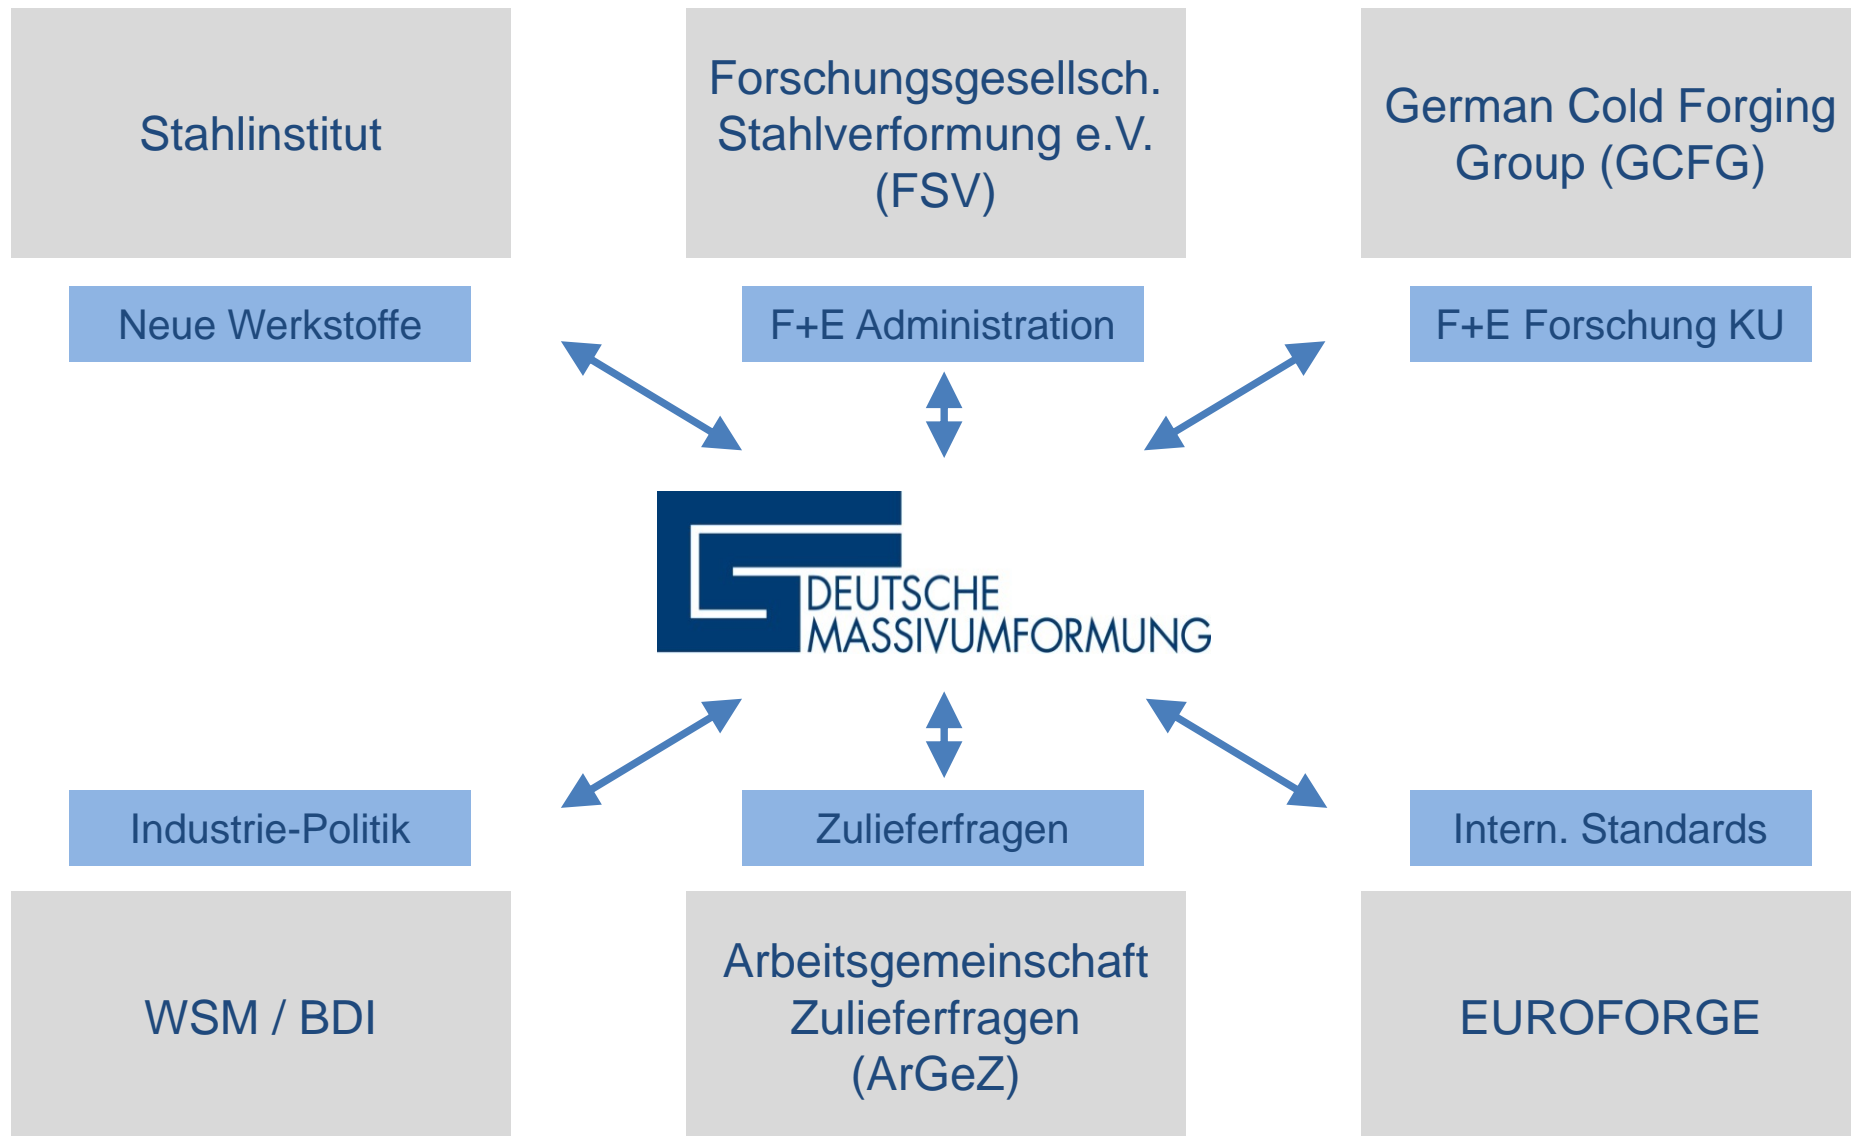 Stahlinstitut
Forschungsgesellsch.
Stahlverformung e.V.
(FSV)
German Cold Forging
Group (GCFG)
Neue Werkstoffe
F+E Administration
F+E Forschung KU
DEUTSCHE
MASSIVUMFORMUNG
Industrie-Politik
Zulieferfragen
Intern. Standards
WSM / BDI
Arbeitsgemeinschaft
Zulieferfragen
(ArGeZ)
EUROFORGE